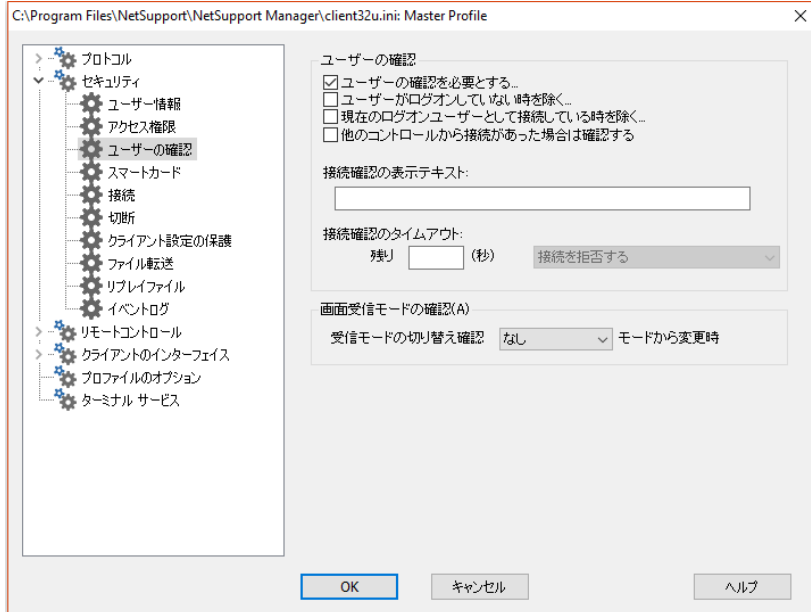 C:\Program Files\NetSupport\NetSupport Manager\client32u.ini: Master Profile
プロトコル
セキュリティ
ユーザー情報
アクセス権限
ユーザーの確認
スマートカード
接続
切断
クライアント設定の保護
ファイル転送
リプレイファイル
イベントログ
リモートコントロール
クライアントのインターフェイス
プロファイルのオプション
ターミナル サービス
ユーザーの確認
ユーザーの確認を必要とする...
ユーザーがログオンしていない時を除く...
現在のログオンユーザーとして接続している時を除く...
他のコントロールから接続があった場合は確認する
接続確認の表示テキスト:
接続確認のタイムアウト:
残り (秒) 接続を拒否する
画面受信モードの確認(A)
受信モードの切り替え確認 なし モードから変更時
OK キャンセル ヘルプ